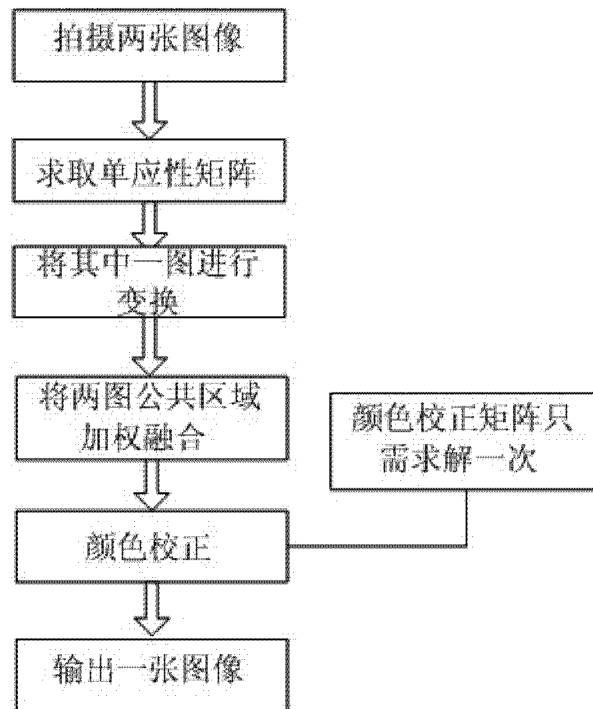 拍摄两张图像
求取单应性矩阵
将其中一图进行
变换
将两图公共区域
加权融合
颜色校正矩阵只
需求解一次
颜色校正
输出一张图像